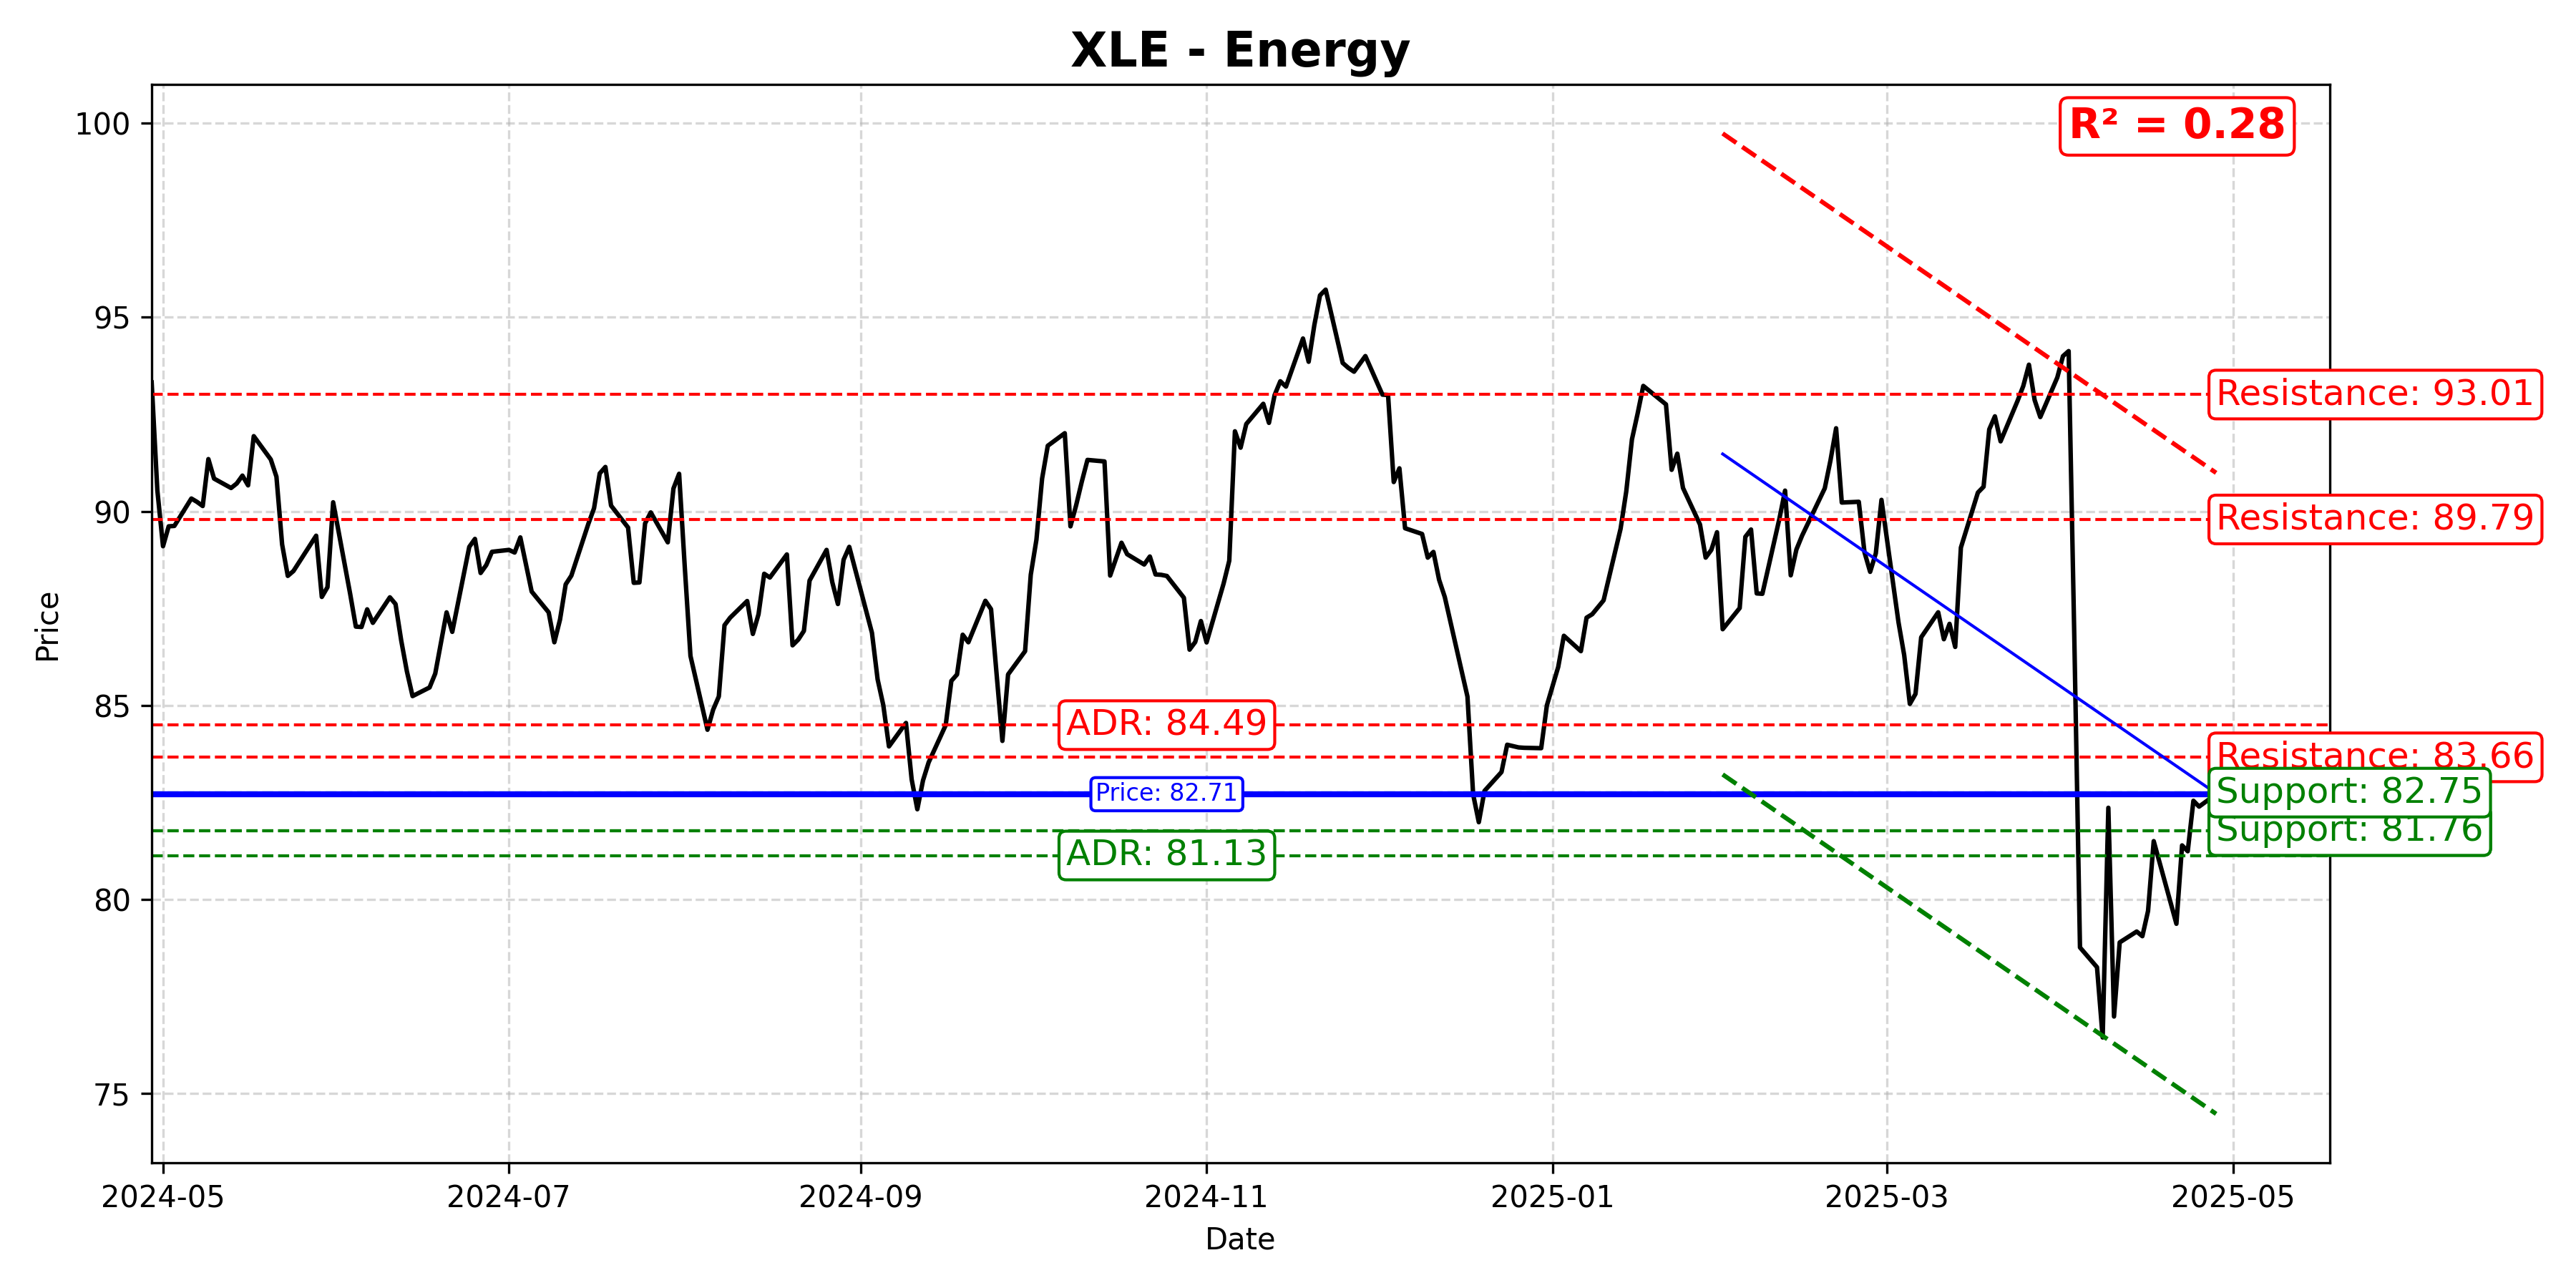 XLE - Energy
R² = 0.28
100
95
90
85
80
75
Price
Resistance: 93.01
Resistance: 89.79
ADR: 84.49
Resistance: 83.66
Price: 82.71
Support: 82.75
Support: 81.76
ADR: 81.13
2024-05 2024-07 2024-09 2024-11 2025-01 2025-03 2025-05
Date